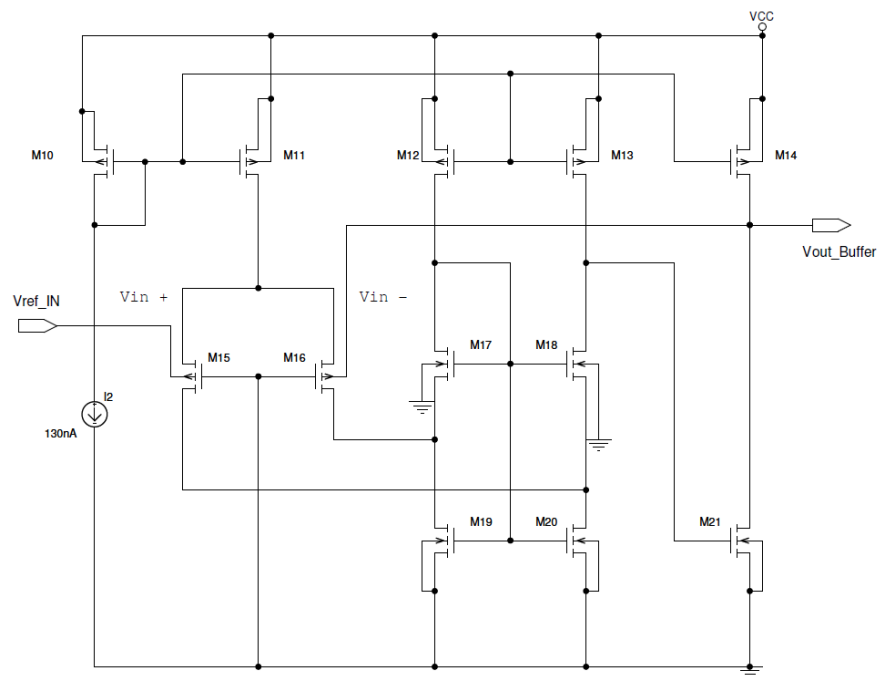 VCC
M10
M11
M12
M13
M14
Vout_Buffer
Vin +
Vin -
Vref_IN
M15
M16
M17
M18
I2
130nA
M19
M20
M21